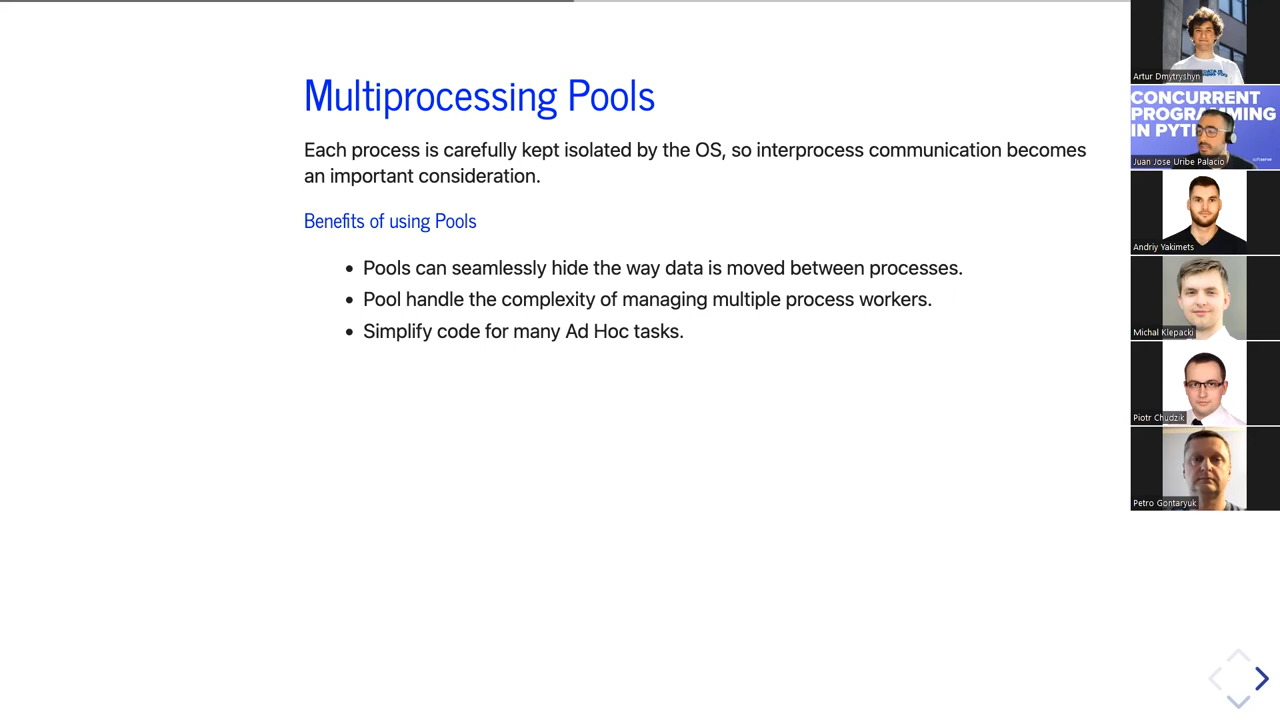 Multiprocessing Pools
Each process is carefully kept isolated by the OS, so interprocess communication becomes
an important consideration.
Benefits of using Pools
Pools can seamlessly hide the way data is moved between processes.
Pool handle the complexity of managing multiple process workers.
Simplify code for many Ad Hoc tasks.
Artur Dmytryshyn
CONCURRENT
PROGRAMMING
IN PYT
Juan Jose Uribe Palacio
softserve
Andriy Yakimets
Michal Klepacki
Piotr Chudzik
Petro Gontaryuk